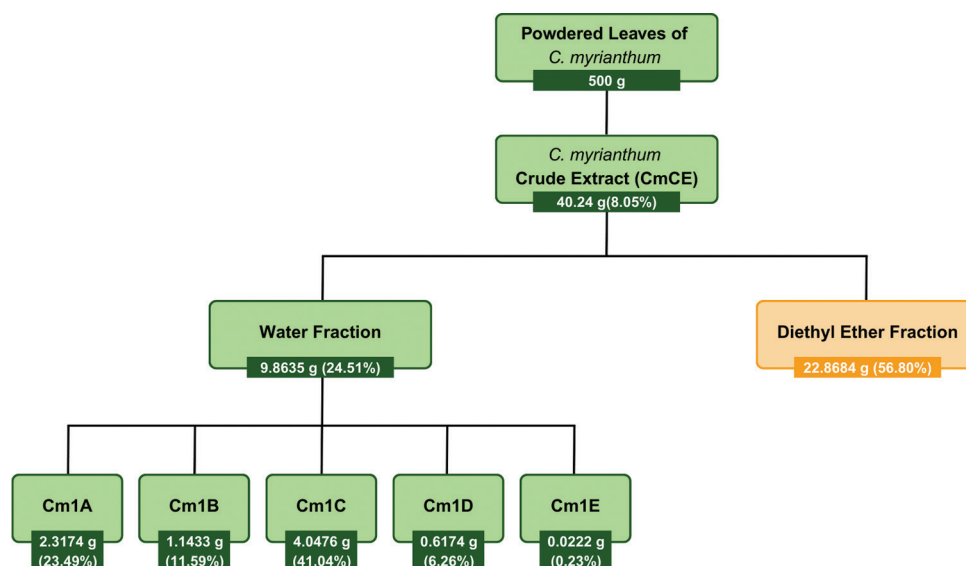 Powdered Leaves of
C. myrianthum
500 g
C. myrianthum
Crude Extract (CmCE)
40.24 g(8.05%)
Water Fraction
9.8635 g (24.51%)
Diethyl Ether Fraction
22.8684 g (56.80%)
Cm1A
2.3174 g
(23.49%)
Cm1B
1.1433 g
(11.59%)
Cm1C
4.0476 g
(41.04%)
Cm1D
0.6174 g
(6.26%)
Cm1E
0.0222 g
(0.23%)